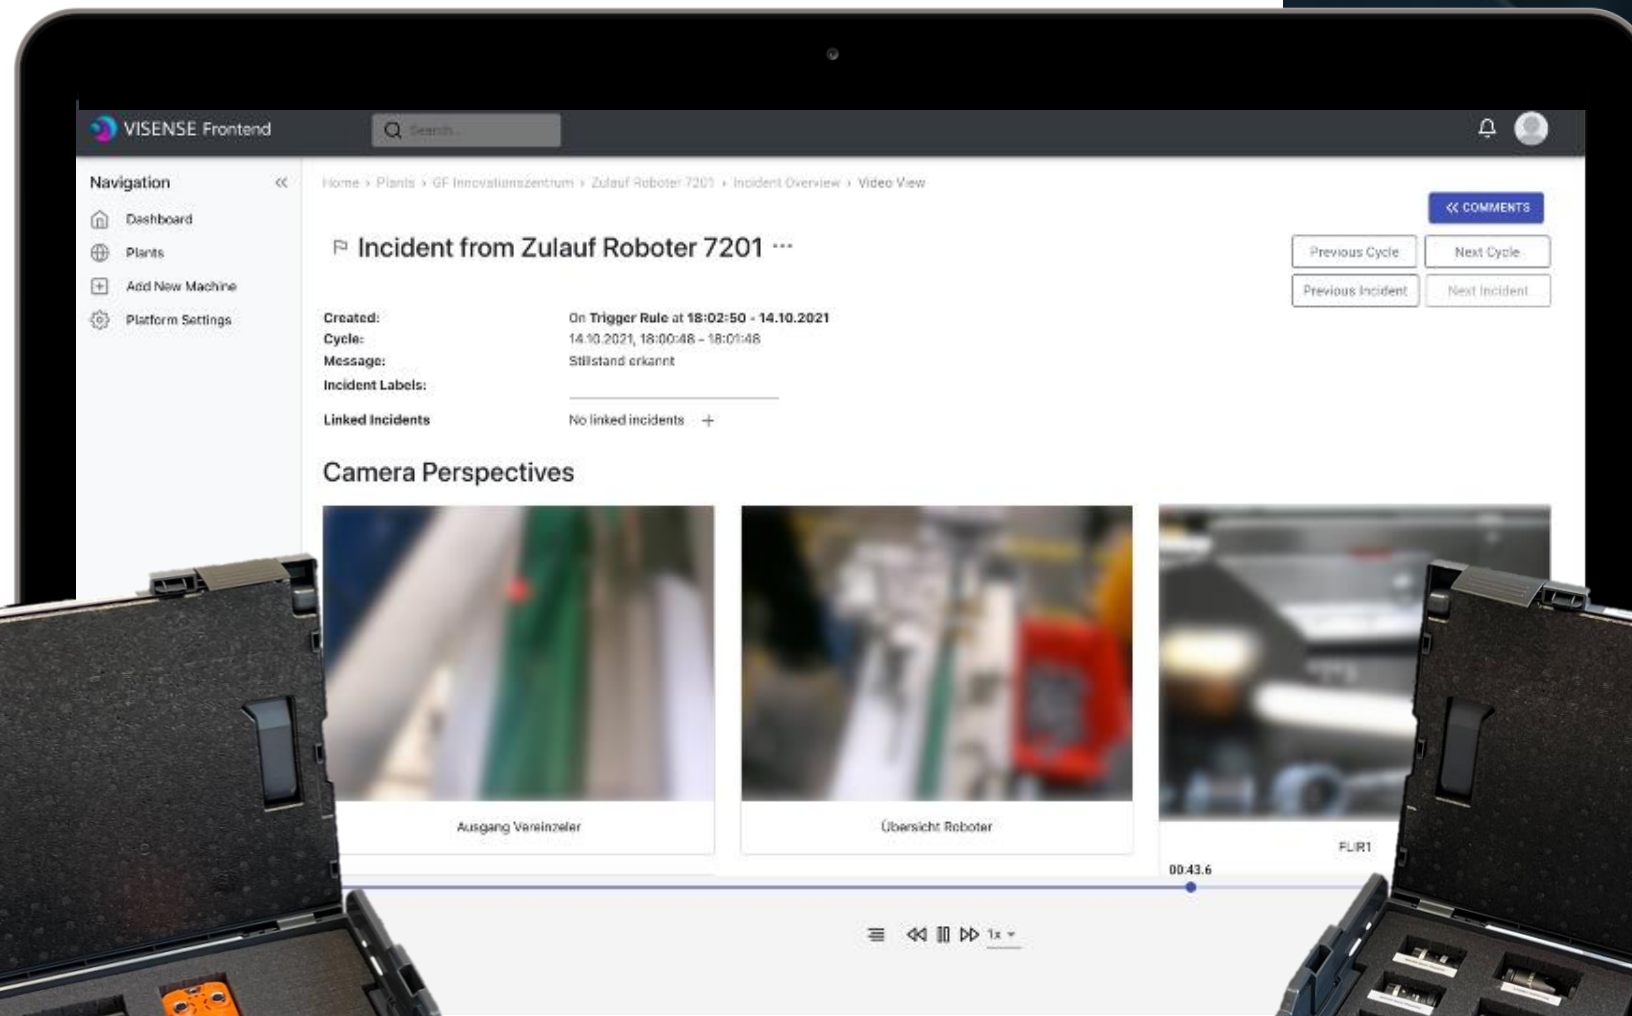 VISENSE Frontend
Search...
Navigation
Dashboard
Plants
Add New Machine
Platform Settings
Home › Plants › GF Innovationszentrum › Zulauf Roboter 7201 › Incident Overview › Video View
COMMENTS
Incident from Zulauf Roboter 7201 ...
Previous Cycle
Next Cycle
Previous Incident
Next Incident
Created: On Trigger Rule at 18:02:50 - 14.10.2021
Cycle: 14.10.2021, 18:00:48 – 18:01:48
Message: Stillstand erkannt
Incident Labels:
Linked Incidents No linked incidents +
Camera Perspectives
Ausgang Vereinzeler
Übersicht Roboter
FLIR1
00:43.6
1x